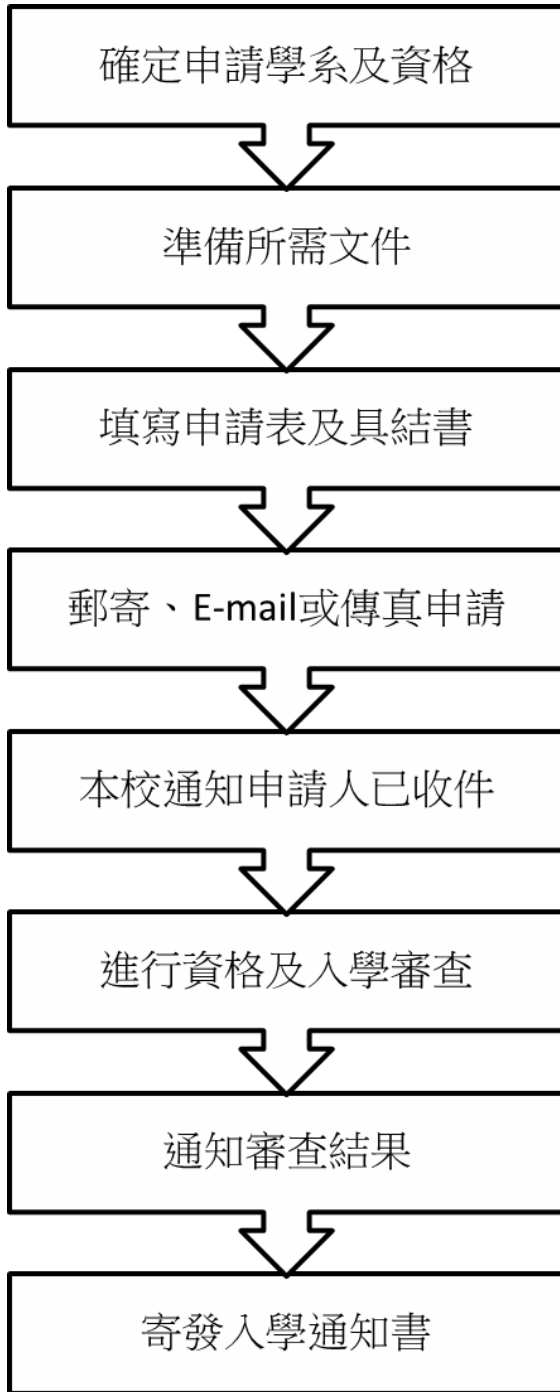 確定申請學系及資格
準備所需文件
填寫申請表及具結書
郵寄、E-mail或傳真申請
本校通知申請人已收件
進行資格及入學審查
通知審查結果
寄發入學通知書